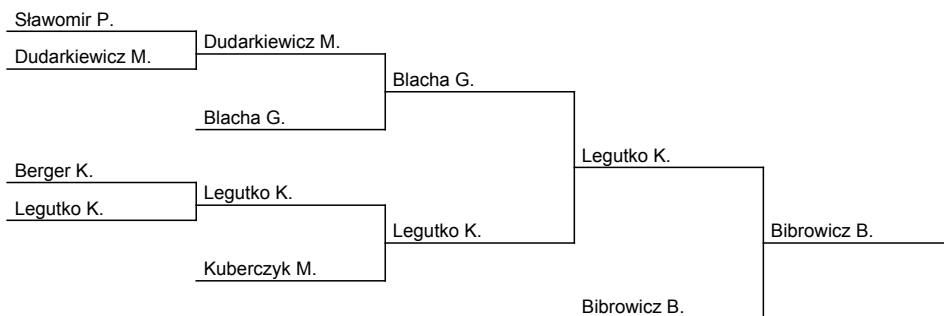 Sławomir P.
Dudarkiewicz M.
Dudarkiewicz M.
Blacha G.
Blacha G.
Legutko K.
Berger K.
Legutko K.
Legutko K.
Legutko K.
Bibrowicz B.
Kuberczyk M.
Bibrowicz B.